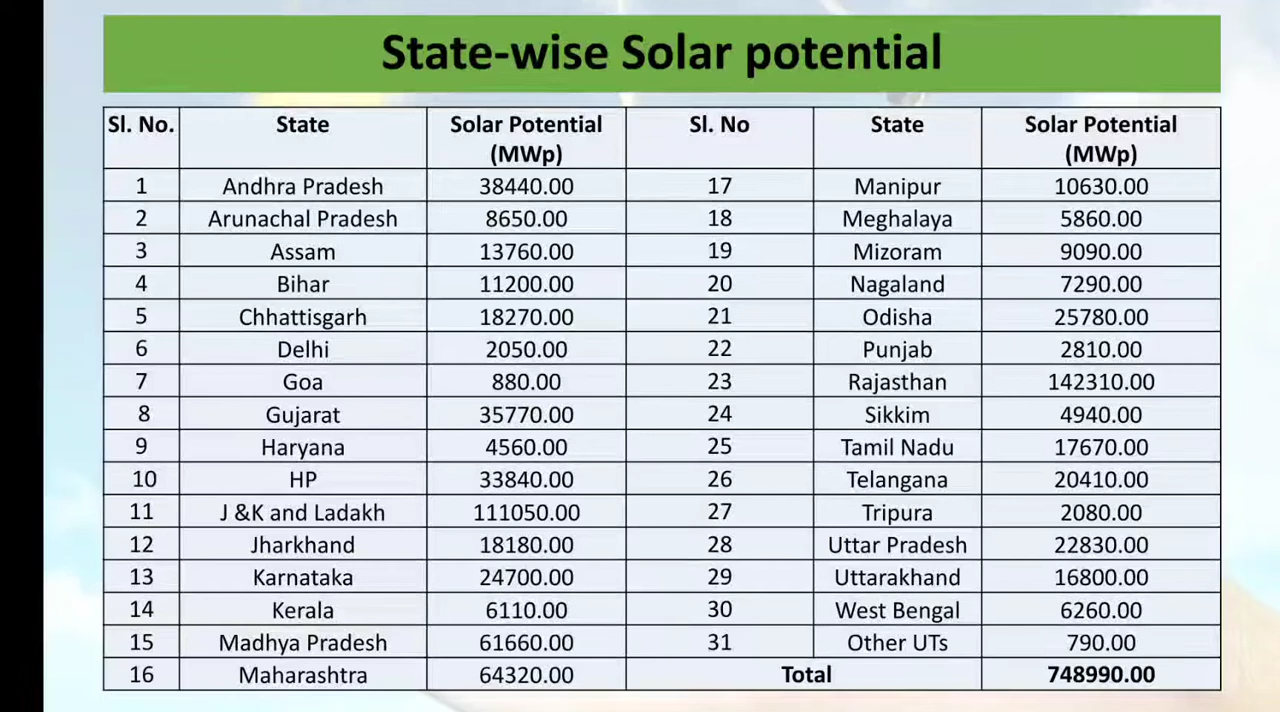 State-wise Solar potential
Sl. No. State Solar Potential (MWp) Sl. No State Solar Potential (MWp)
1 Andhra Pradesh 38440.00 17 Manipur 10630.00
2 Arunachal Pradesh 8650.00 18 Meghalaya 5860.00
3 Assam 13760.00 19 Mizoram 9090.00
4 Bihar 11200.00 20 Nagaland 7290.00
5 Chhattisgarh 18270.00 21 Odisha 25780.00
6 Delhi 2050.00 22 Punjab 2810.00
7 Goa 880.00 23 Rajasthan 142310.00
8 Gujarat 35770.00 24 Sikkim 4940.00
9 Haryana 4560.00 25 Tamil Nadu 17670.00
10 HP 33840.00 26 Telangana 20410.00
11 J &K and Ladakh 111050.00 27 Tripura 2080.00
12 Jharkhand 18180.00 28 Uttar Pradesh 22830.00
13 Karnataka 24700.00 29 Uttarakhand 16800.00
14 Kerala 6110.00 30 West Bengal 6260.00
15 Madhya Pradesh 61660.00 31 Other UTs 790.00
16 Maharashtra 64320.00 Total 748990.00